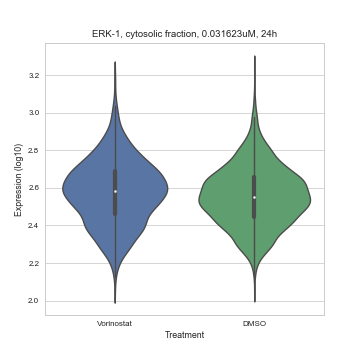 ERK-1, cytosolic fraction, 0.031623uM, 24h
Expression (log10)
3.2
3.0
2.8
2.6
2.4
2.2
2.0
Vorinostat DMSO
Treatment